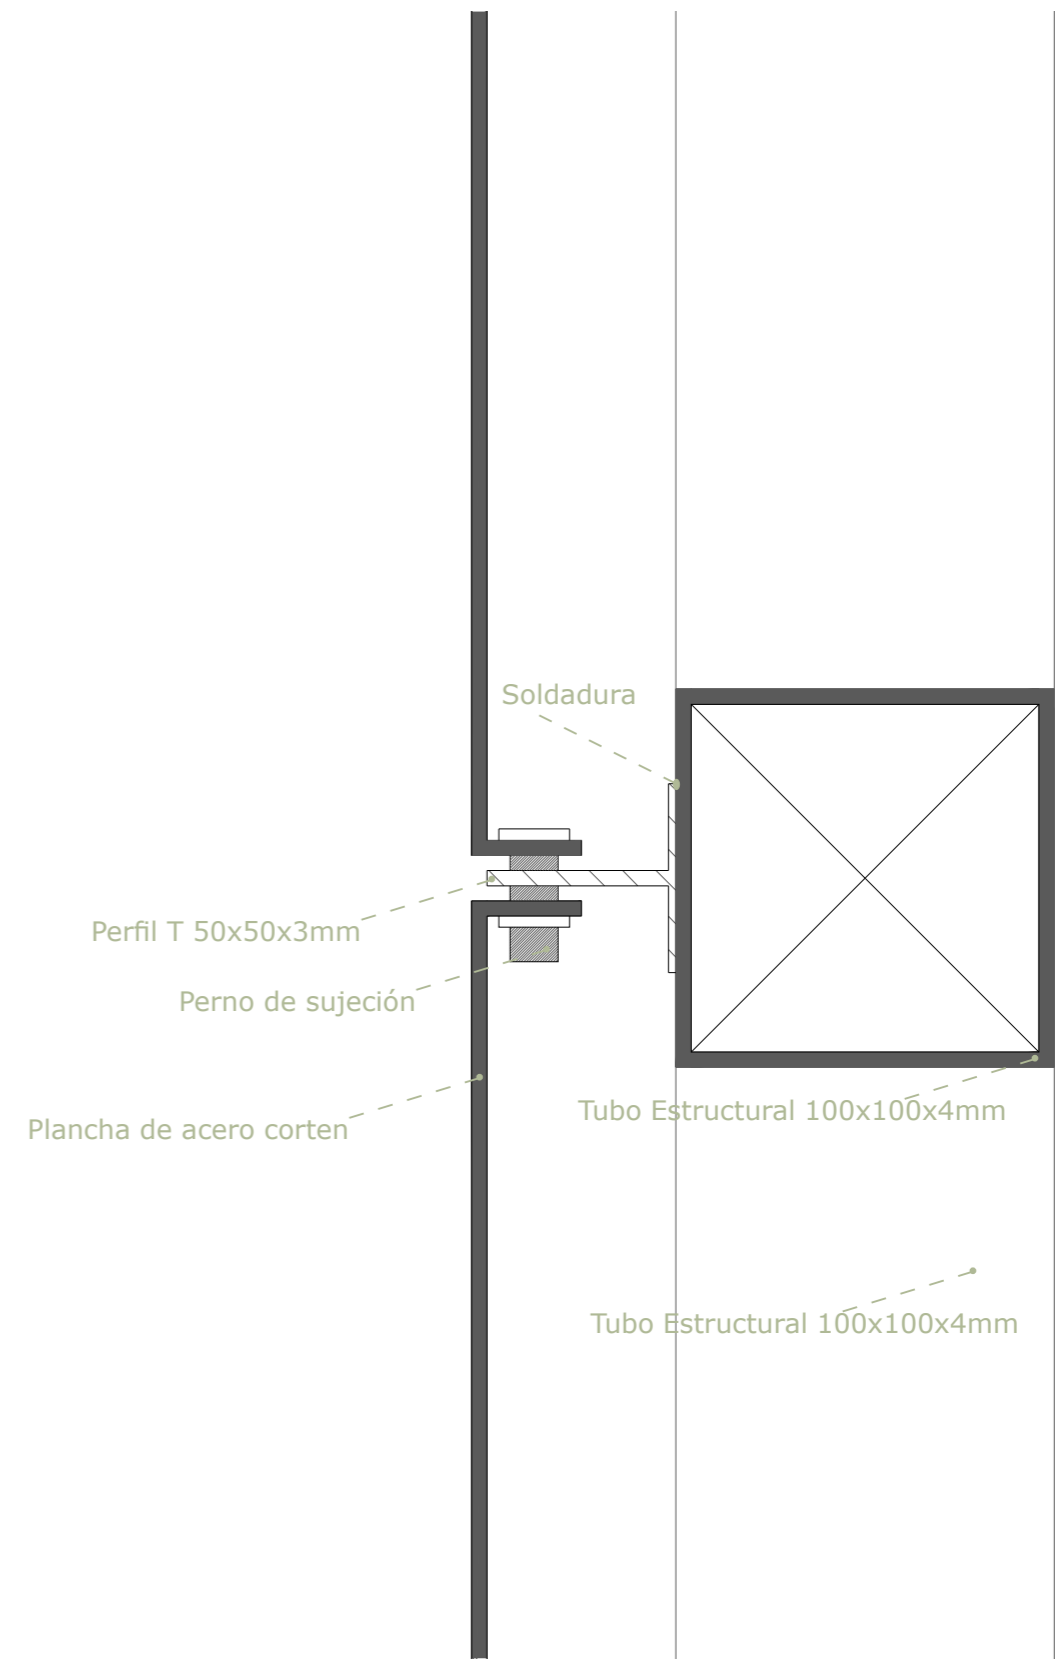 Soldadura
Perfil T 50x50x3mm
Perno de sujeción
Tubo Estructural 100x100x4mm
Plancha de acero corten
Tubo Estructural 100x100x4mm